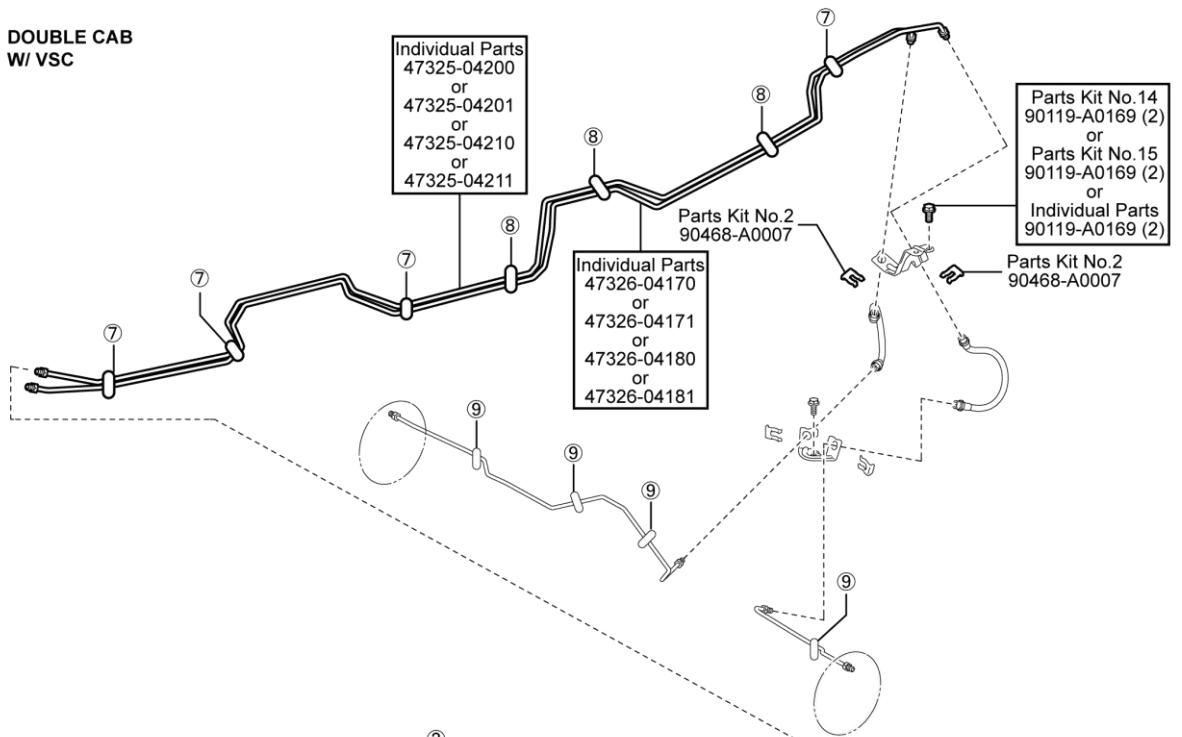 DOUBLE CAB
W/ VSC
Individual Parts
47325-04200
or
47325-04201
or
47325-04210
or
47325-04211
⑦
⑧
⑧
⑧
⑦
⑦
⑦
Parts Kit No.14
90119-A0169 (2)
or
Parts Kit No.15
90119-A0169 (2)
or
Individual Parts
90119-A0169 (2)
Parts Kit No.2
90468-A0007
Parts Kit No.2
90468-A0007
Individual Parts
47326-04170
or
47326-04171
or
47326-04180
or
47326-04181
⑨
⑨
⑨
⑨